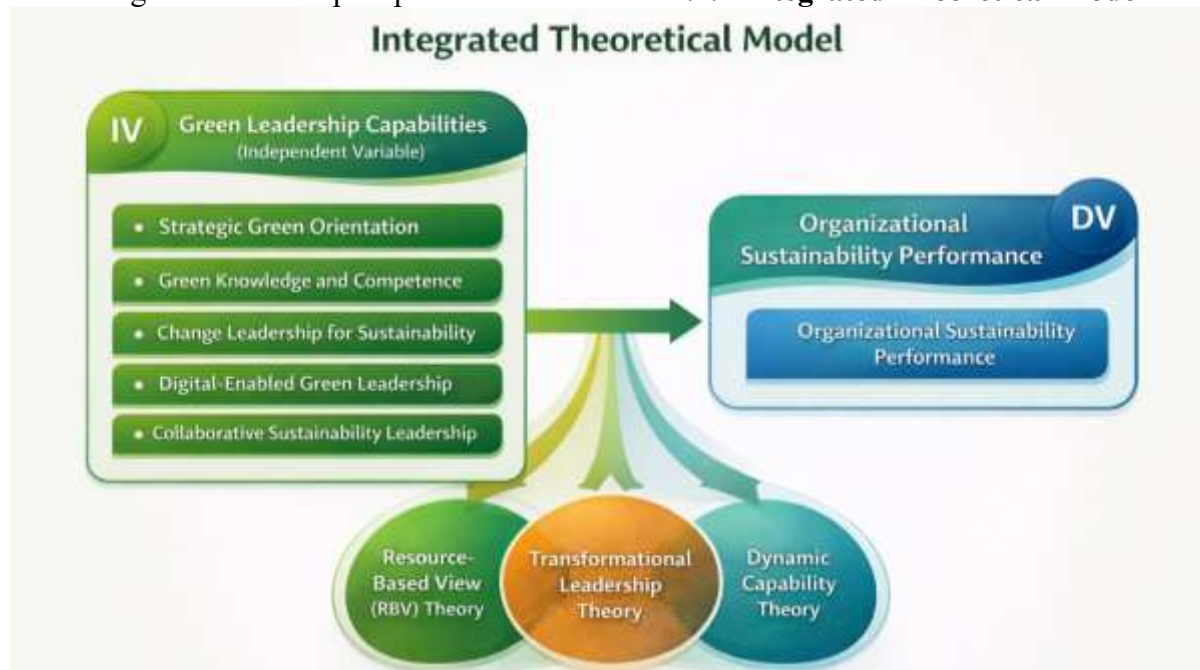 Integrated Theoretical Model
IV
Green Leadership Capabilities
(Independent Variable)
• Strategic Green Orientation
• Green Knowledge and Competence
• Change Leadership for Sustainability
• Digital-Enabled Green Leadership
• Collaborative Sustainability Leadership
DV
Organizational
Sustainability Performance
Organizational Sustainability
Performance
Resource-
Based View
(RBV) Theory
Transformational
Leadership
Theory
Dynamic
Capability
Theory